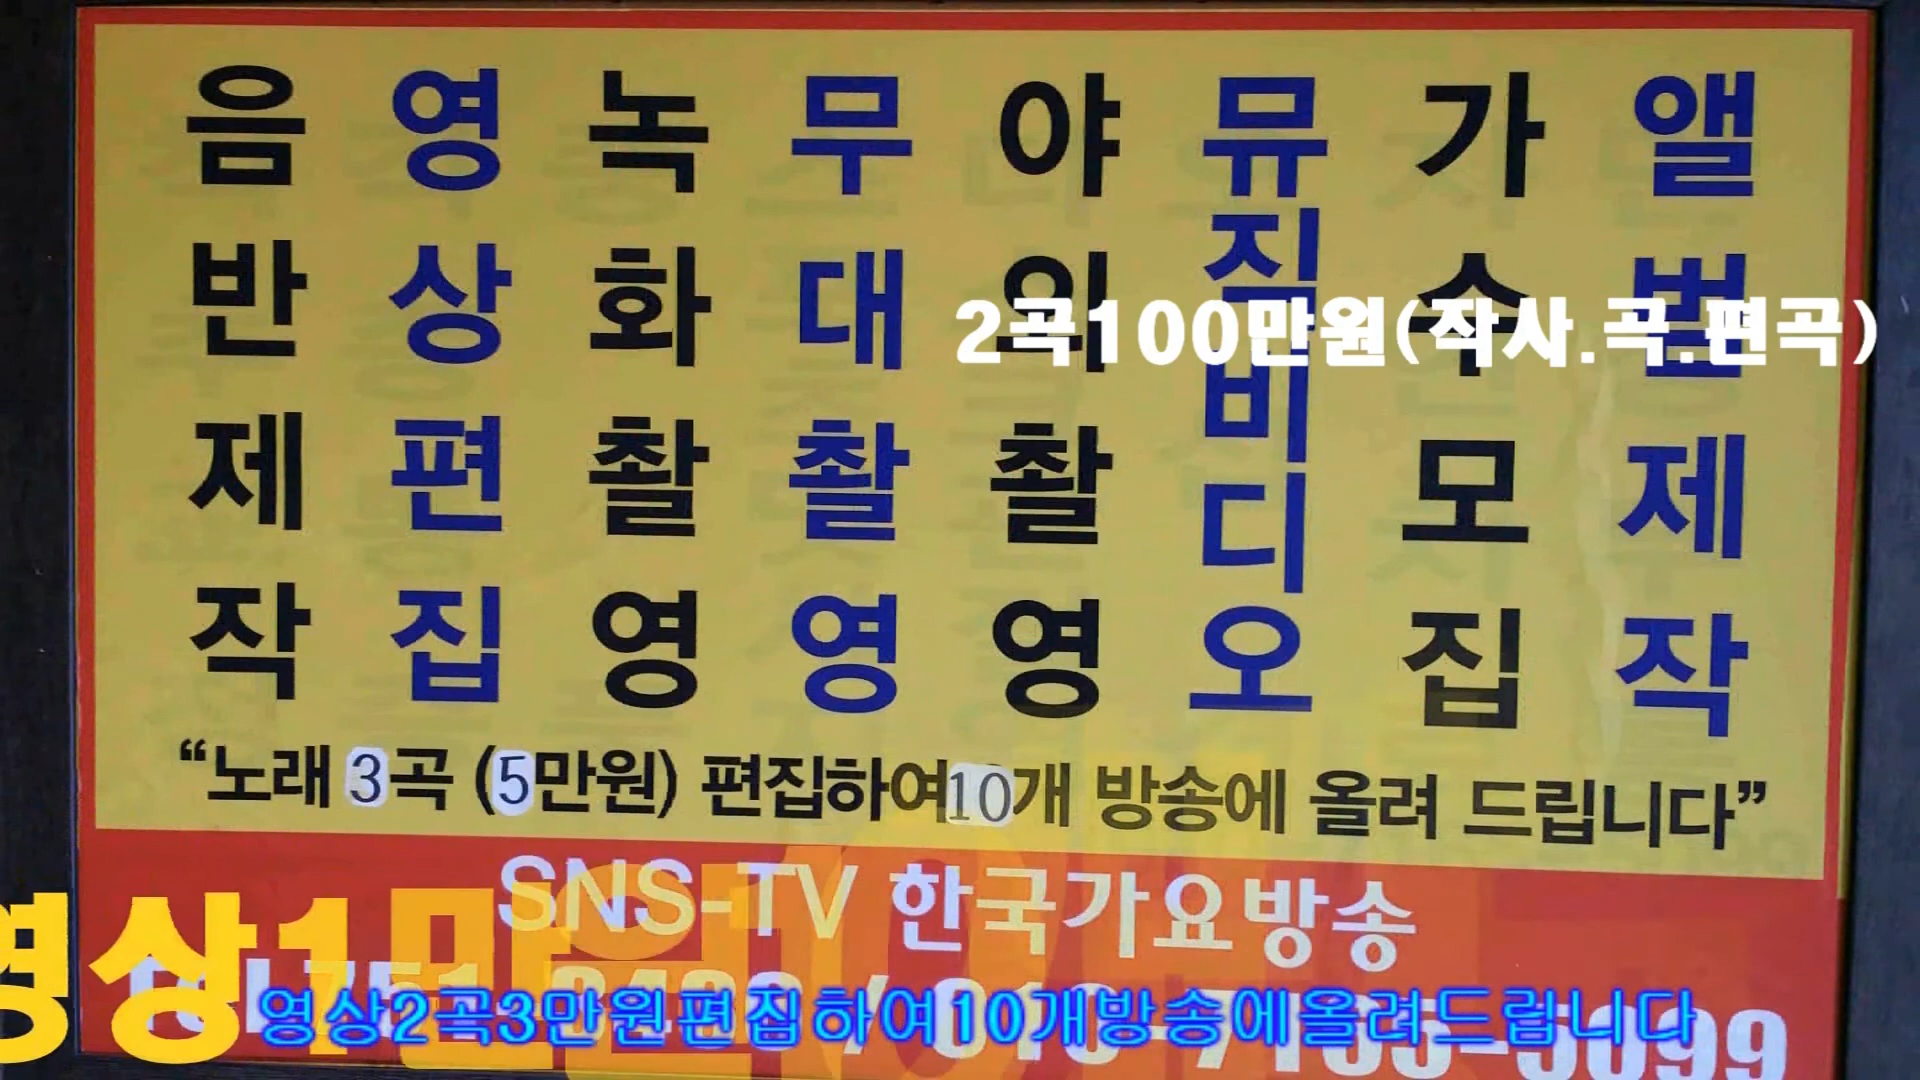 음반제작
영상편집
녹화촬영
무대촬영
야외촬영
뮤직비디오
가수모집
앨범제작
2곡100만원(작사.곡.편곡)
“노래 3곡 (5만원) 편집하여10개 방송에 올려 드립니다”
SNS-TV 한국가요방송
영상1만
영상2곡3만원편집하여10개방송에올려드립니다